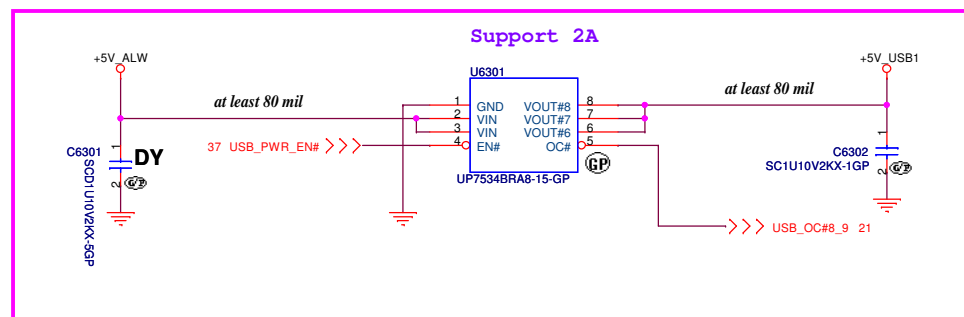 Support 2A
+5V_ALW
+5V_USB1
U6301
at least 80 mil
at least 80 mil
1 GND VOUT#8 8
2 VIN VOUT#7 7
3 VIN VOUT#6 6
4 EN# OC# 5
37 USB_PWR_EN#
UP7534BRA8-15-GP
GP
C6301
1
2
DY
G/P
SCD1U10V2KX-5GP
1
2
C6302
SC1U10V2KX-1GP
G/P
USB_OC#8_9 21